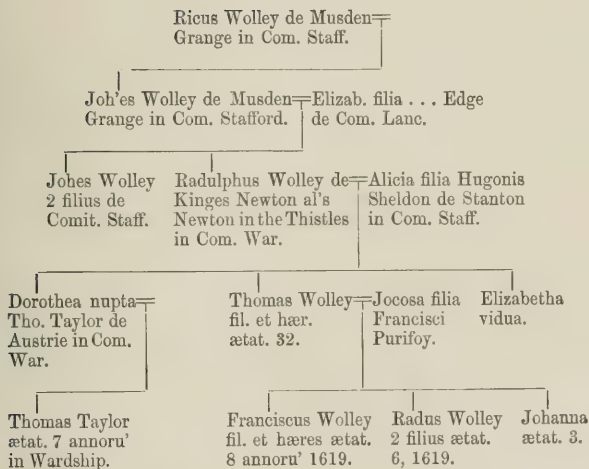 Ricus Wolley de Musden
Grange in Com. Staff.
Joh'es Wolley de Musden
Grange in Com. Stafford.
Elizab. filia . . . Edge
de Com. Lanc.
Johes Wolley
2 filius de
Comit. Staff.
Radulphus Wolley de
Kinges Newton al's
Newton in the Thistles
in Com. War.
Alicia filia Hugonis
Sheldon de Stanton
in Com. Staff.
Dorothea nupta
Tho. Taylor de
Austrie in Com.
War.
Thomas Wolley
fil. et hær.
ætat. 32.
Jocosa filia
Francisci
Purifoy.
Elizabetha
vidua.
Thomas Taylor
ætat. 7 annoru'
in Wardship.
Franciscus Wolley
fil. et hæres ætat.
8 annoru' 1619.
Radus Wolley
2 filius ætat.
6, 1619.
Johanna
ætat. 3.